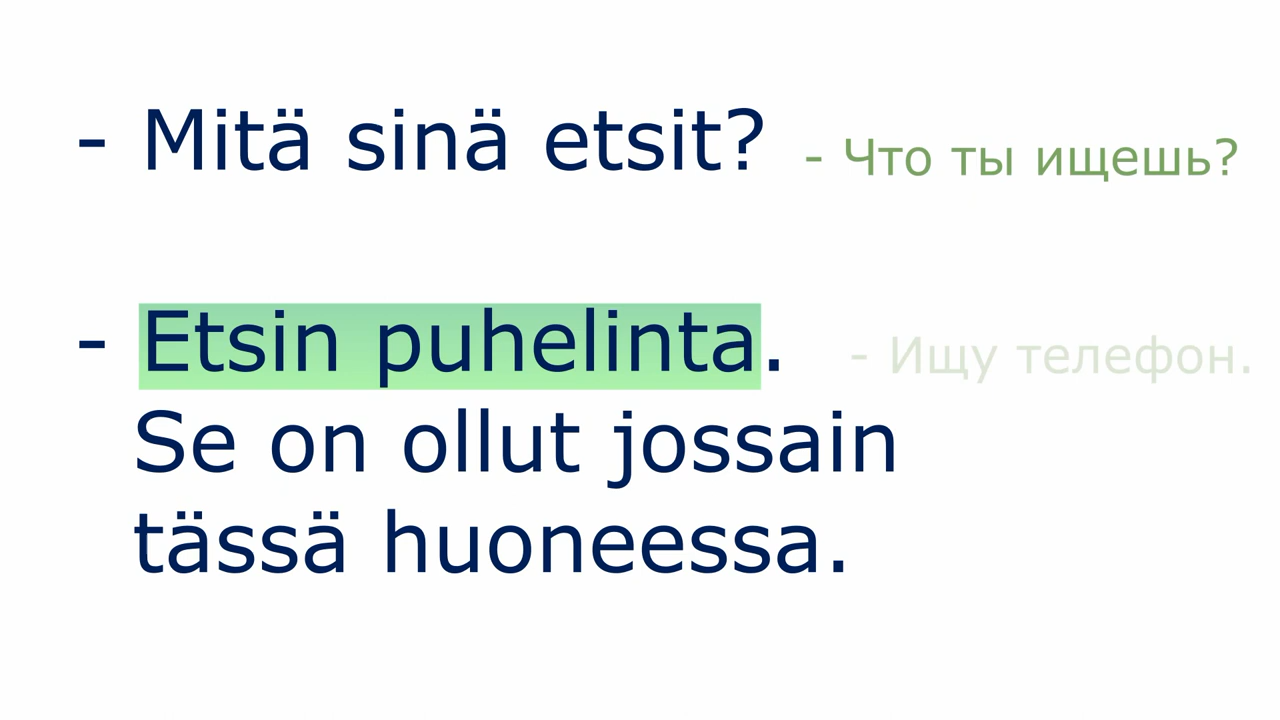 - Mitä sinä etsit? - Что ты ищешь?
- Etsin puhelinta. - Ищу телефон.
Se on ollut jossain
tässä huoneessa.